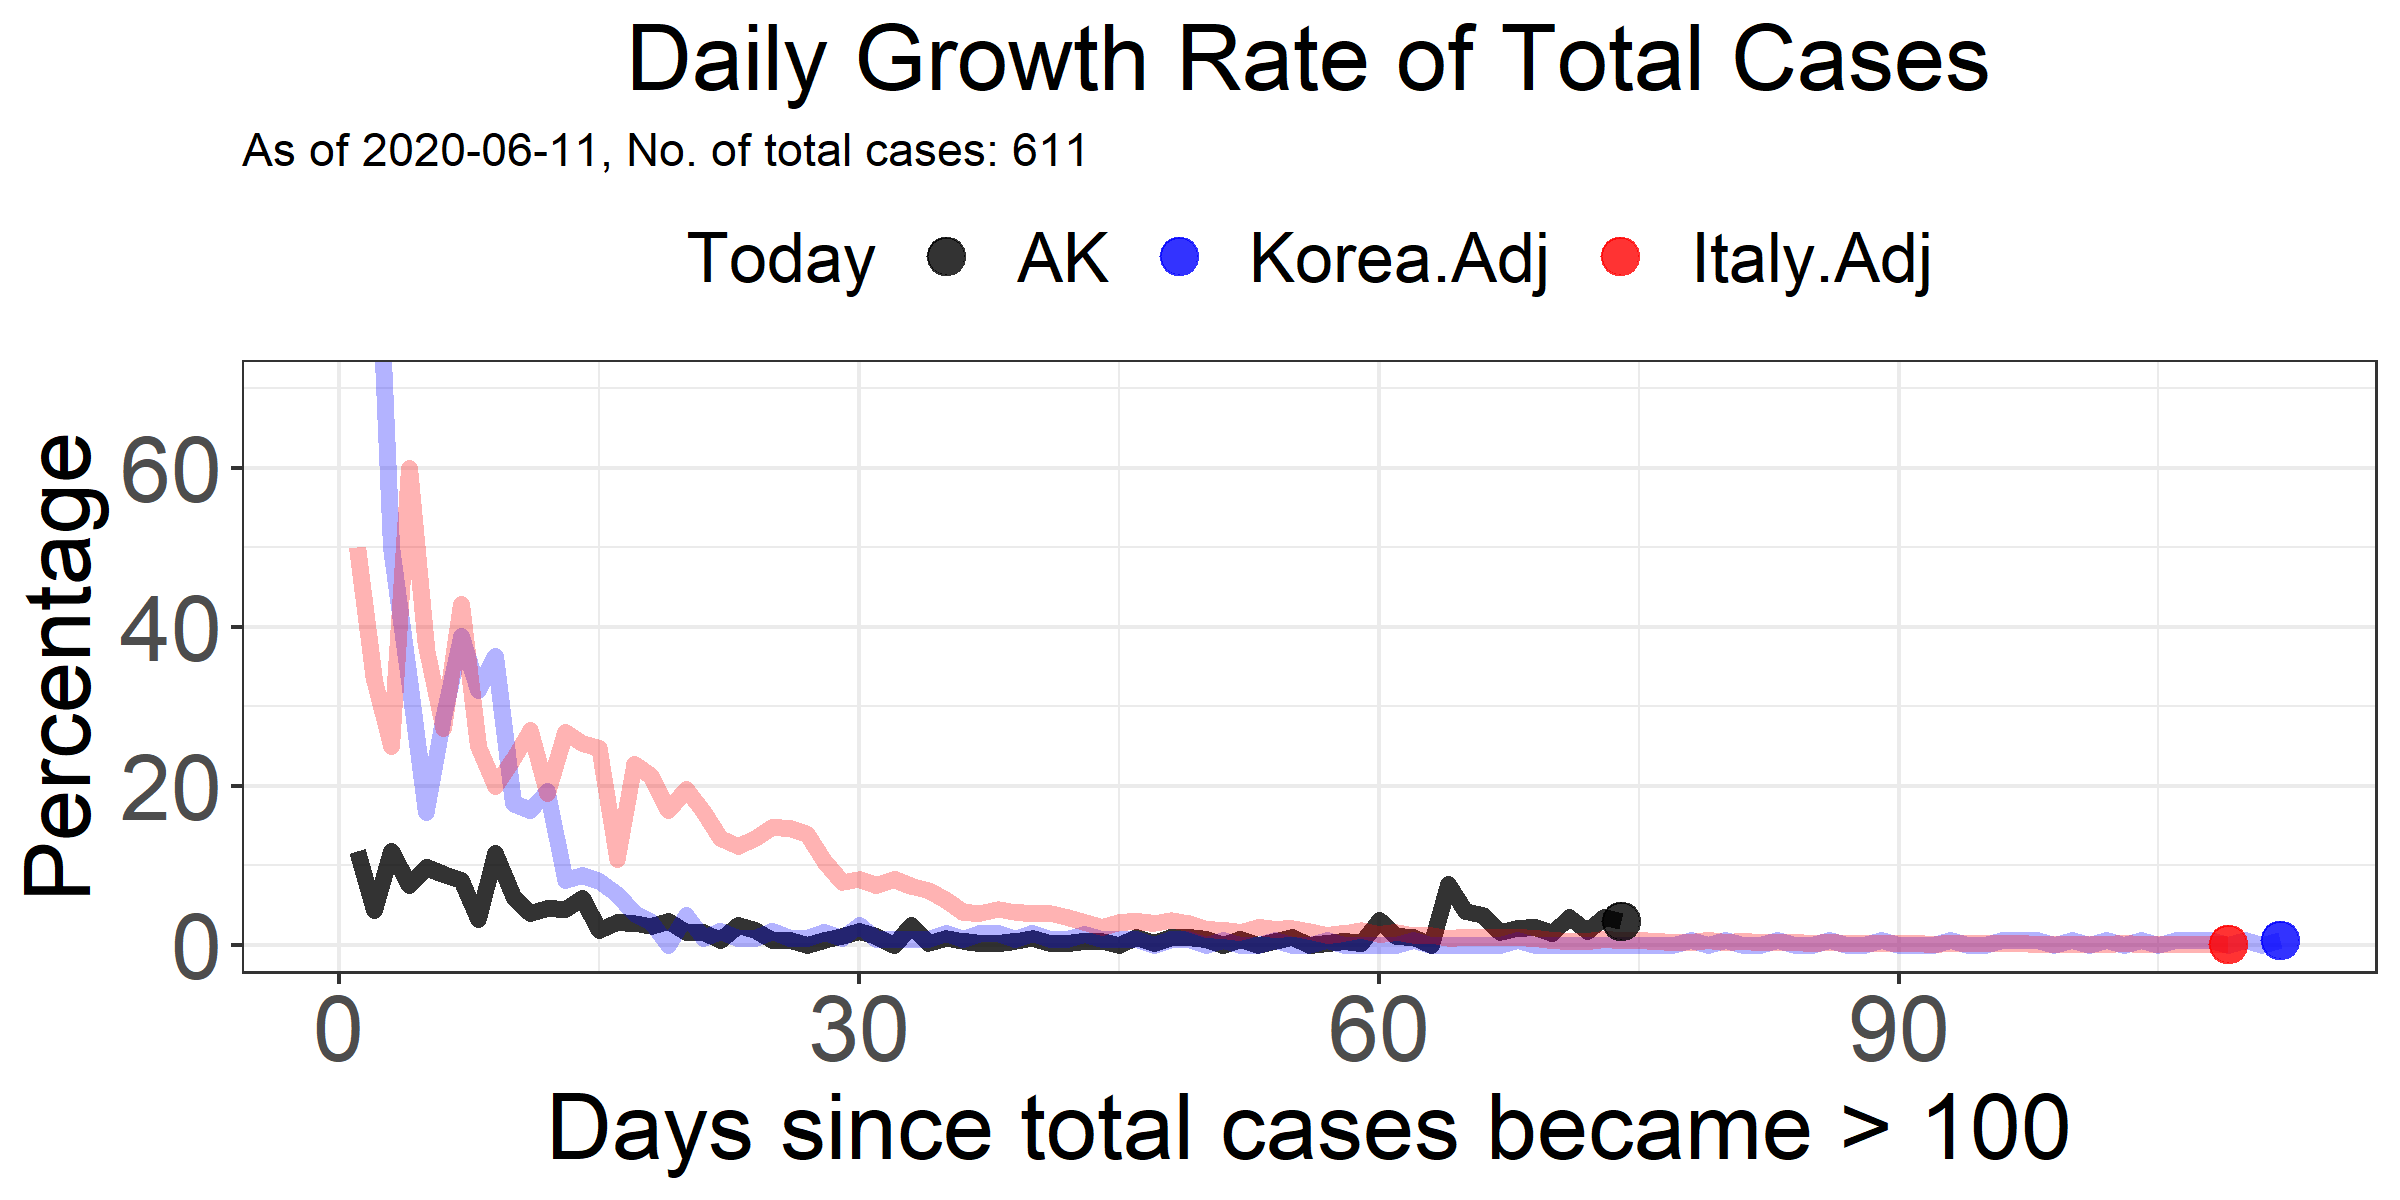 Daily Growth Rate of Total Cases
As of 2020-06-11, No. of total cases: 611
Today AK Korea.Adj Italy.Adj
Percentage
60
40
20
0
0 30 60 90
Days since total cases became > 100